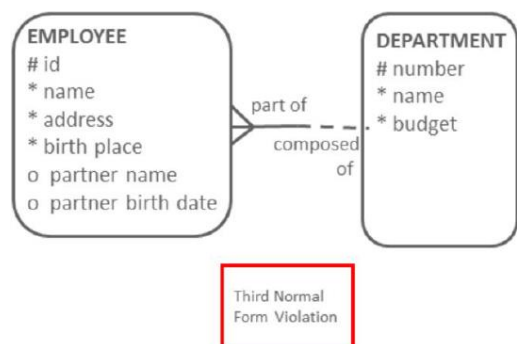 EMPLOYEE
# id
* name
* address
* birth place
o partner name
o partner birth date
part of
composed
of
DEPARTMENT
# number
* name
* budget
Third Normal
Form Violation